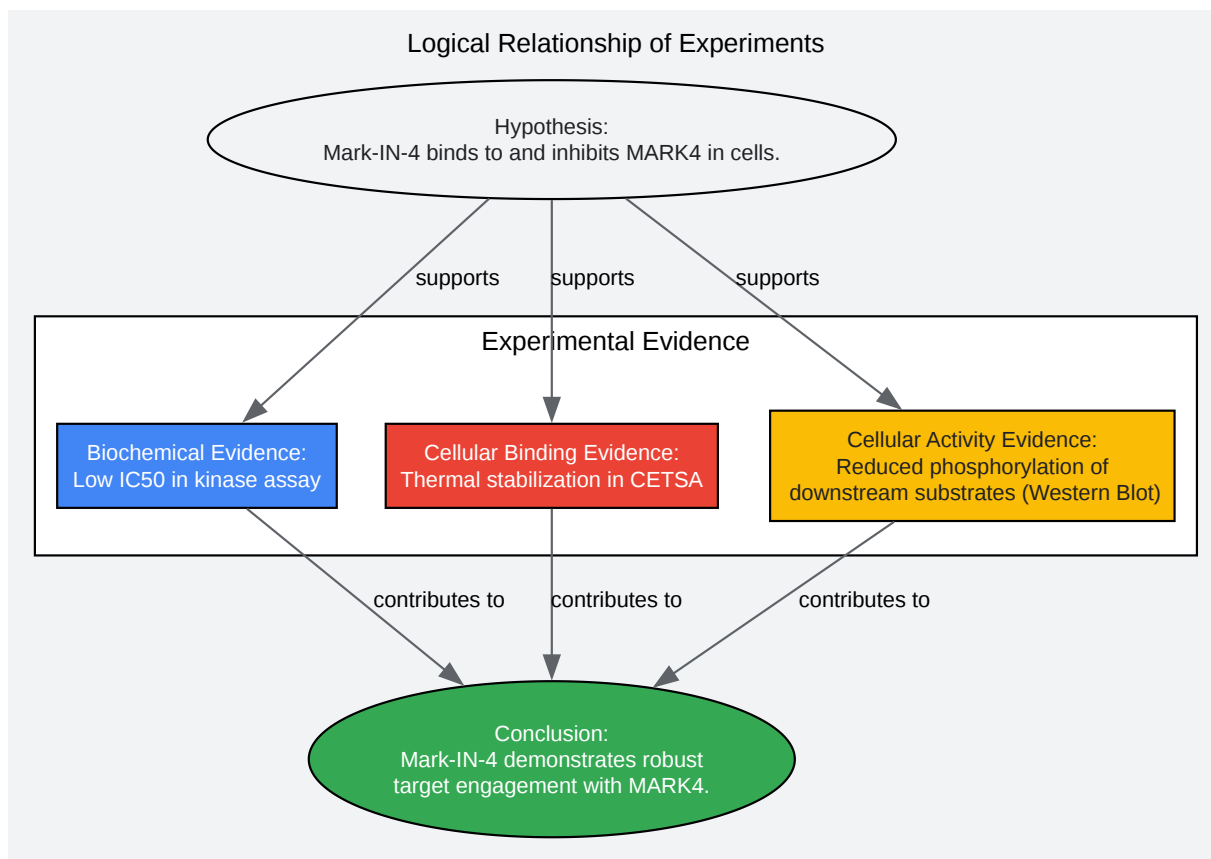 Logical Relationship of Experiments
Hypothesis:
Mark-IN-4 binds to and inhibits MARK4 in cells.
supports
supports
supports
Experimental Evidence
Biochemical Evidence:
Low IC50 in kinase assay
Cellular Binding Evidence:
Thermal stabilization in CETSA
Cellular Activity Evidence:
Reduced phosphorylation of
downstream substrates (Western Blot)
contributes to
contributes to
contributes to
Conclusion:
Mark-IN-4 demonstrates robust
target engagement with MARK4.